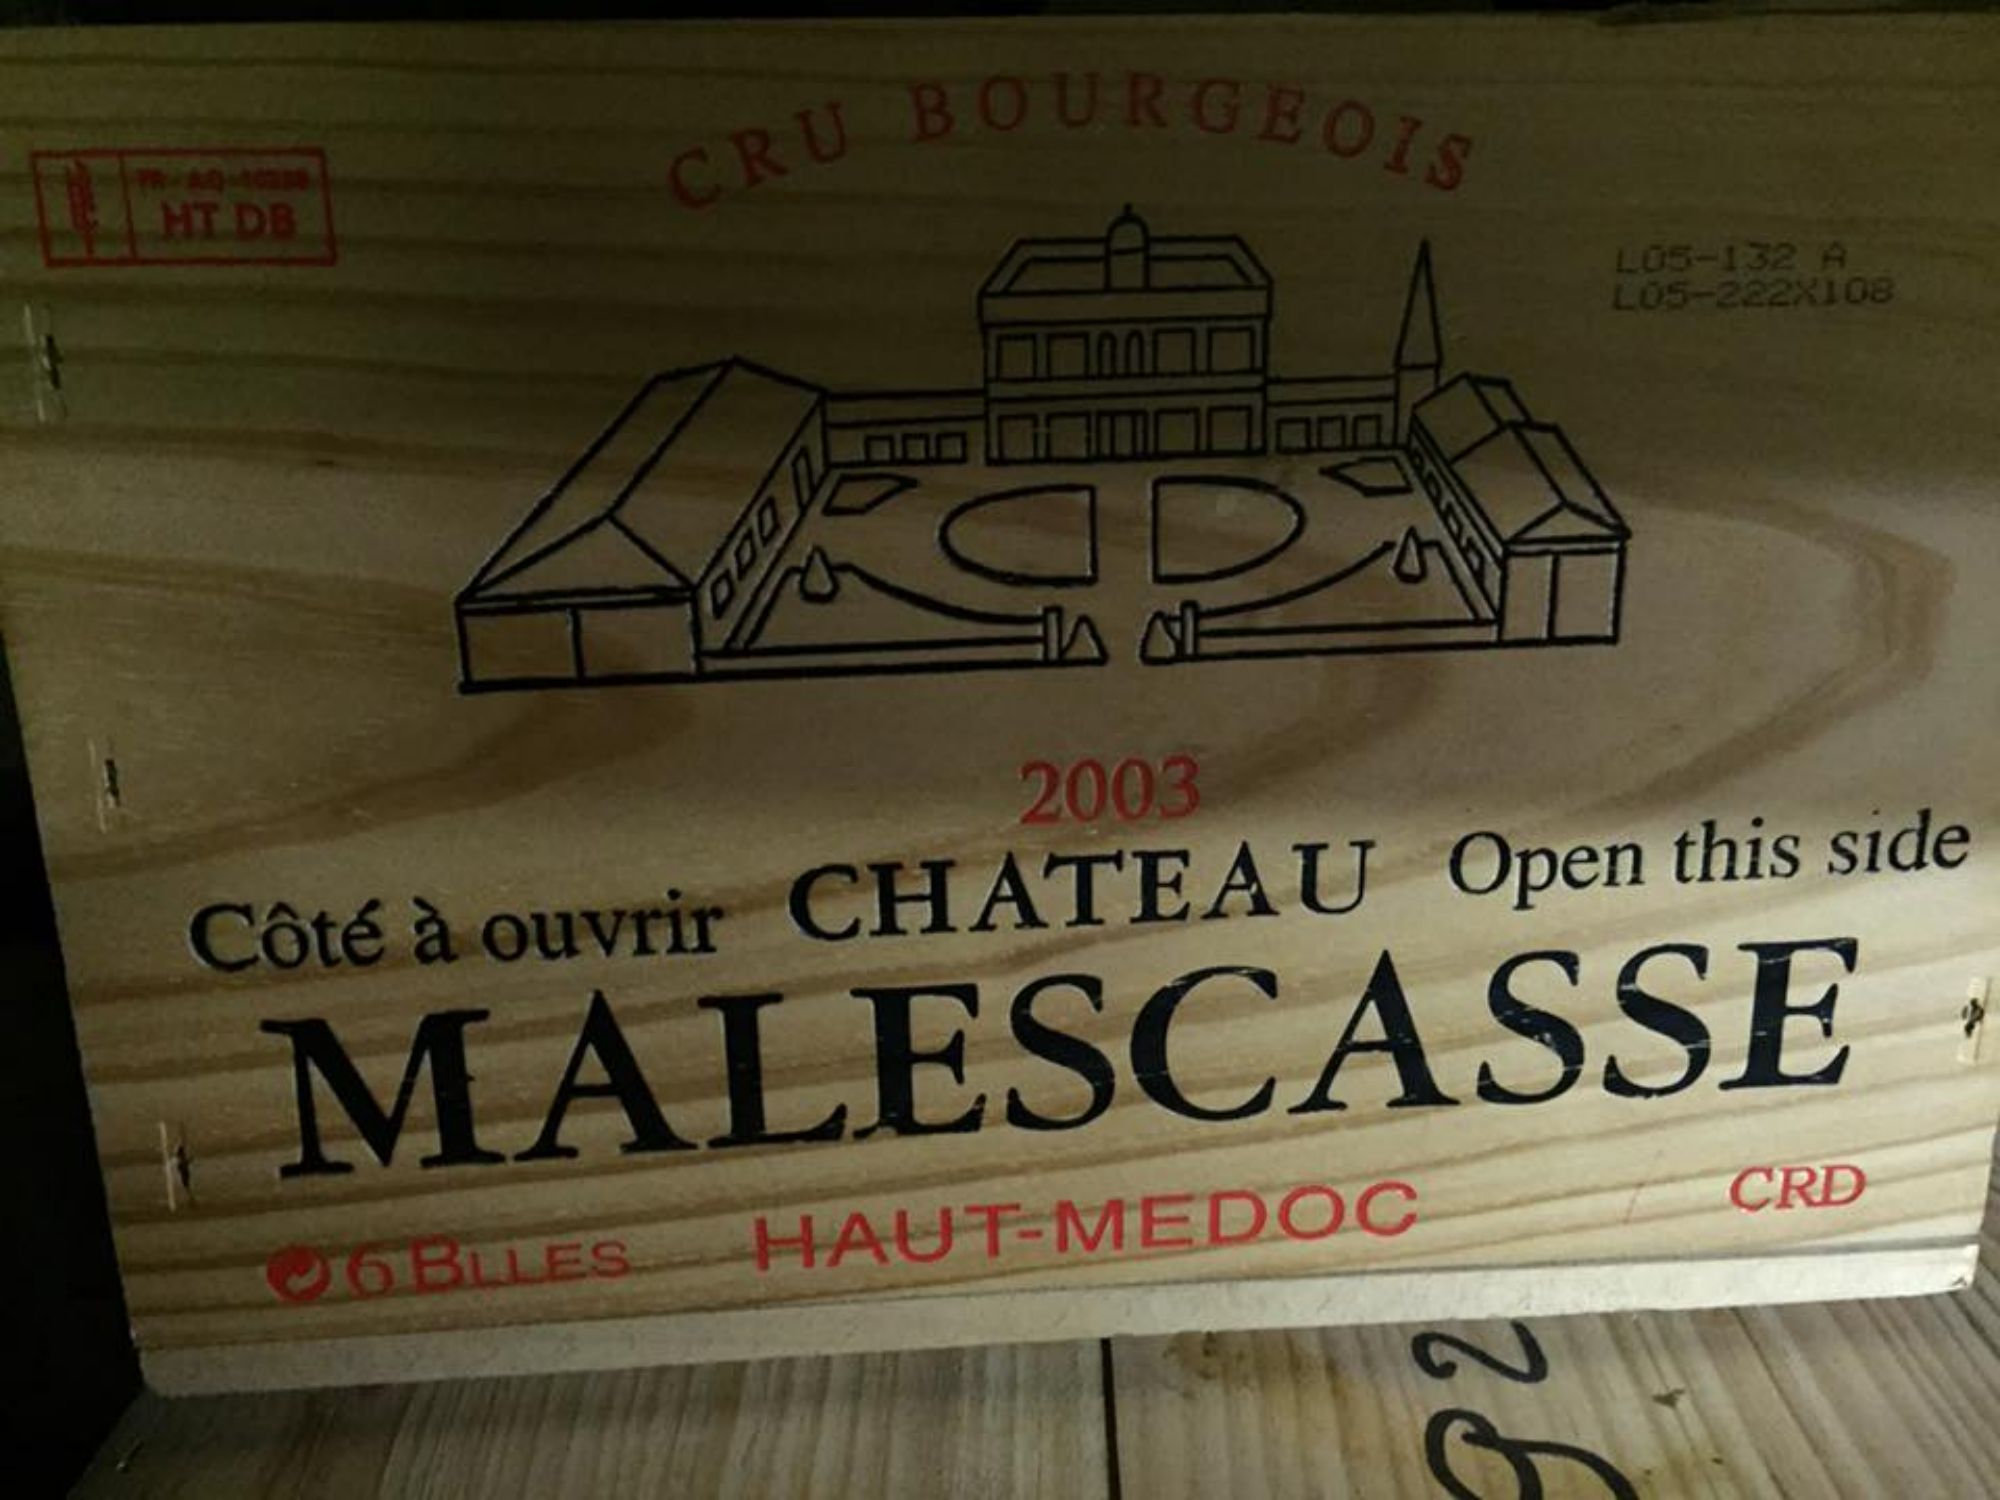 CRU BOURGEOIS
HT DB
L05-132 A
L05-222X108
2003
Côté à ouvrir CHATEAU Open this side
MALESCASSE
6 BLLES HAUT-MEDOC CRD